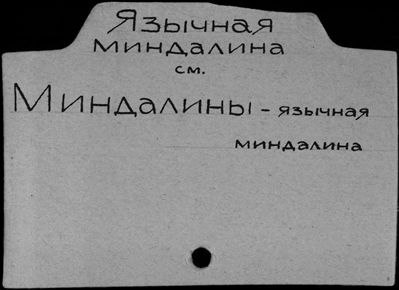 Язычная
миндалина
см.
Миндалины - язычная
миндалина